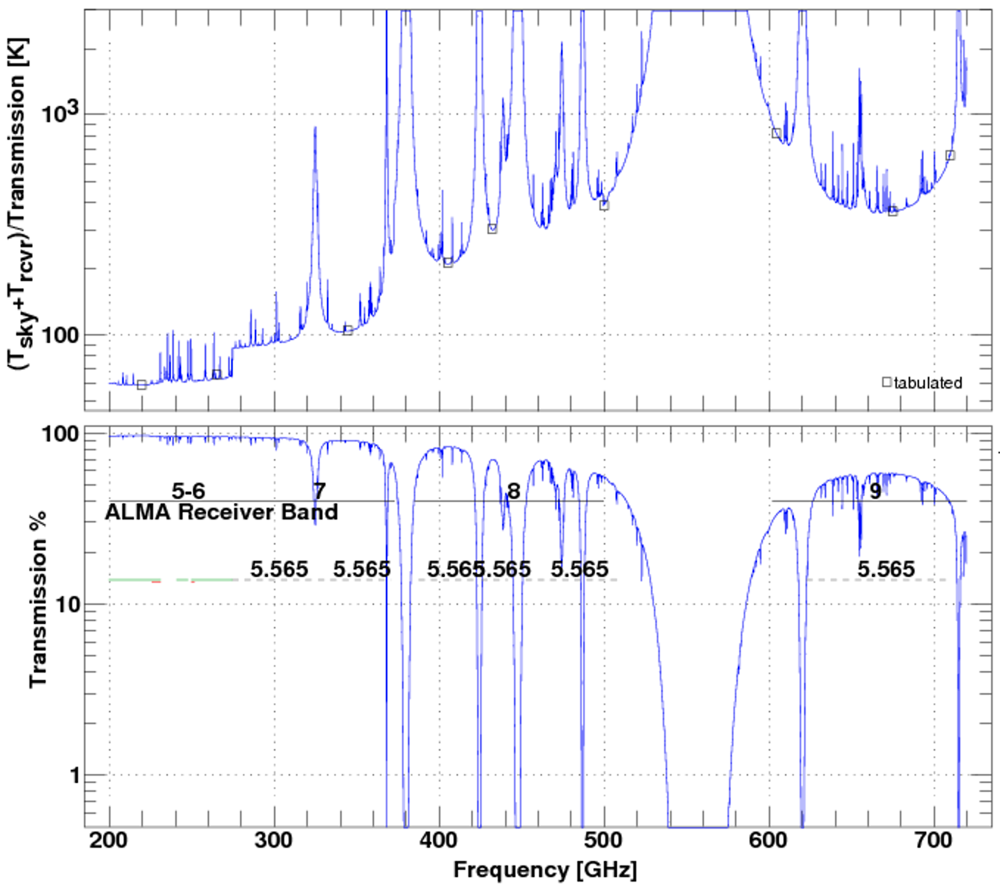 (Tsky+Trcvr)/Transmission [K]
10³
100
tabulated
100
10
1
Transmission %
5-6 7 8 9
ALMA Receiver Band
5.565 5.565 5.565 5.565 5.565 5.565
200 300 400 500 600 700
Frequency [GHz]